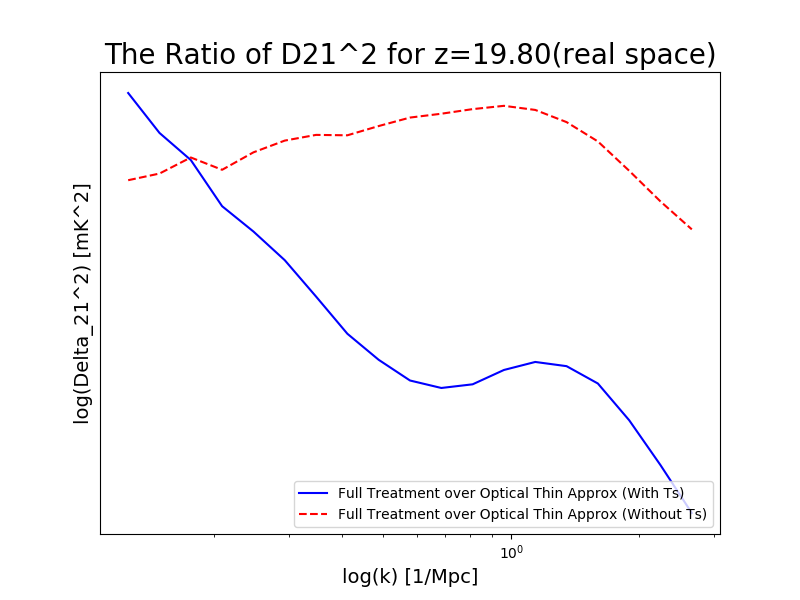 The Ratio of D21^2 for z=19.80(real space)
log(Delta_21^2) [mK^2]
Full Treatment over Optical Thin Approx (With Ts)
Full Treatment over Optical Thin Approx (Without Ts)
10^0
log(k) [1/Mpc]